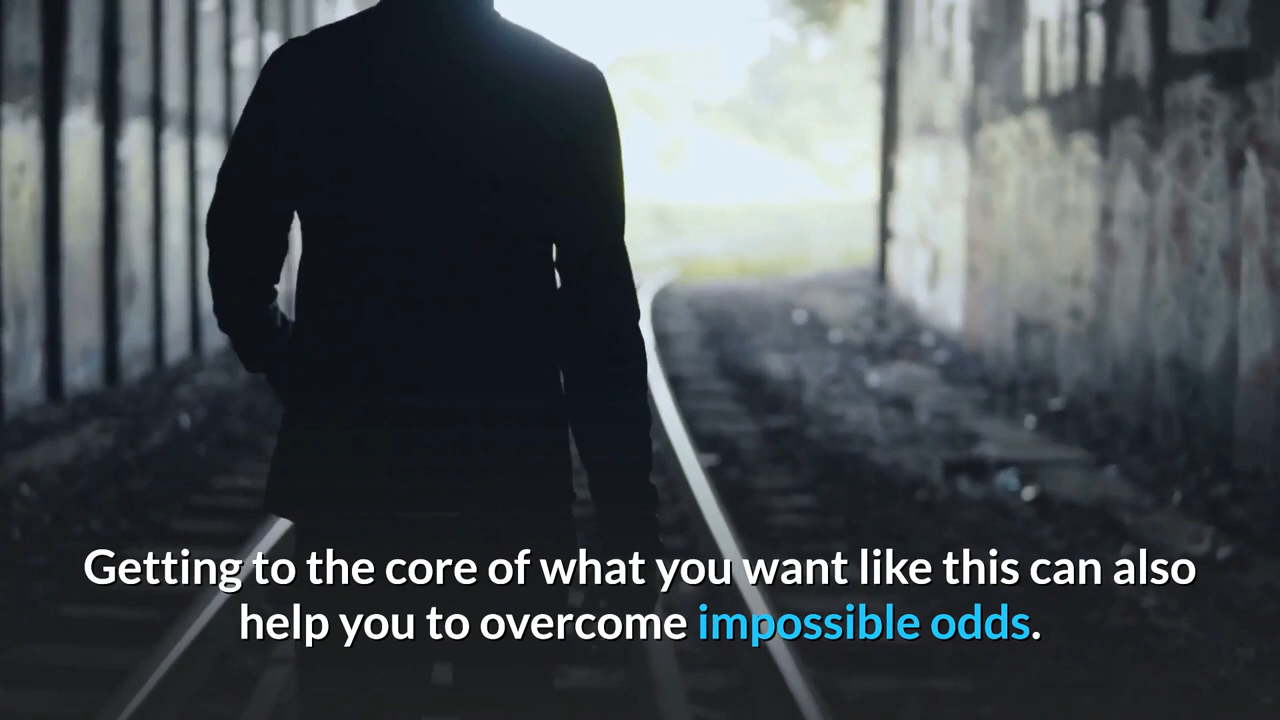 Getting to the core of what you want like this can also
help you to overcome impossible odds.